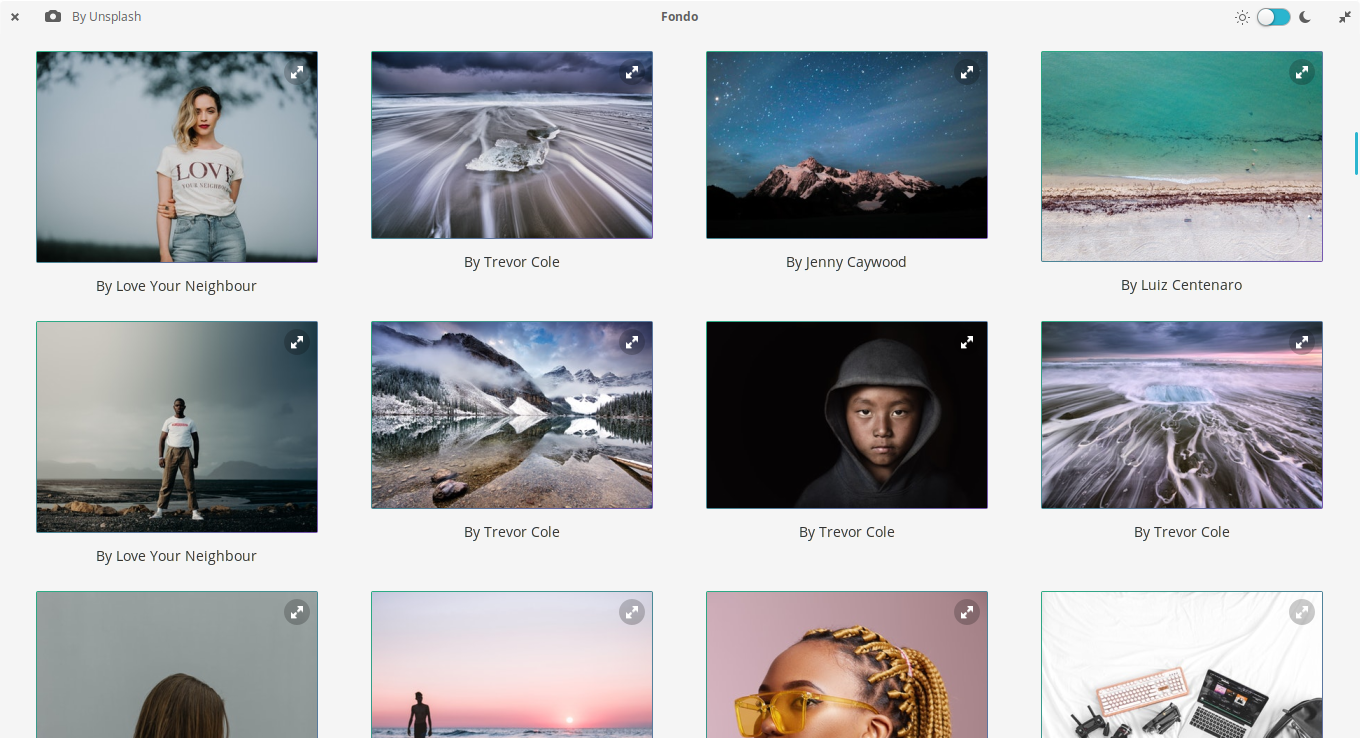 By Unsplash
Fondo
LOVE
YOUR NEIGHBOUR
By Love Your Neighbour
By Trevor Cole
By Jenny Caywood
By Luiz Centenaro
By Love Your Neighbour
By Trevor Cole
By Trevor Cole
By Trevor Cole